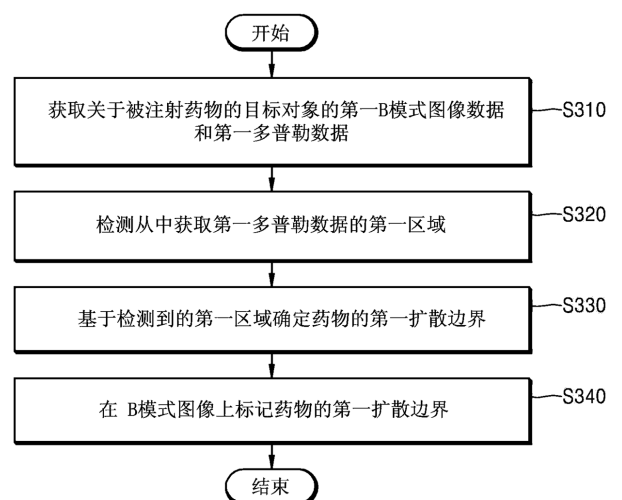 开始
获取关于被注射药物的目标对象的第一B模式图像数据
和第一多普勒数据
S310
检测从中获取第一多普勒数据的第一区域
S320
基于检测到的第一区域确定药物的第一扩散边界
S330
在 B模式图像上标记药物的第一扩散边界
S340
结束